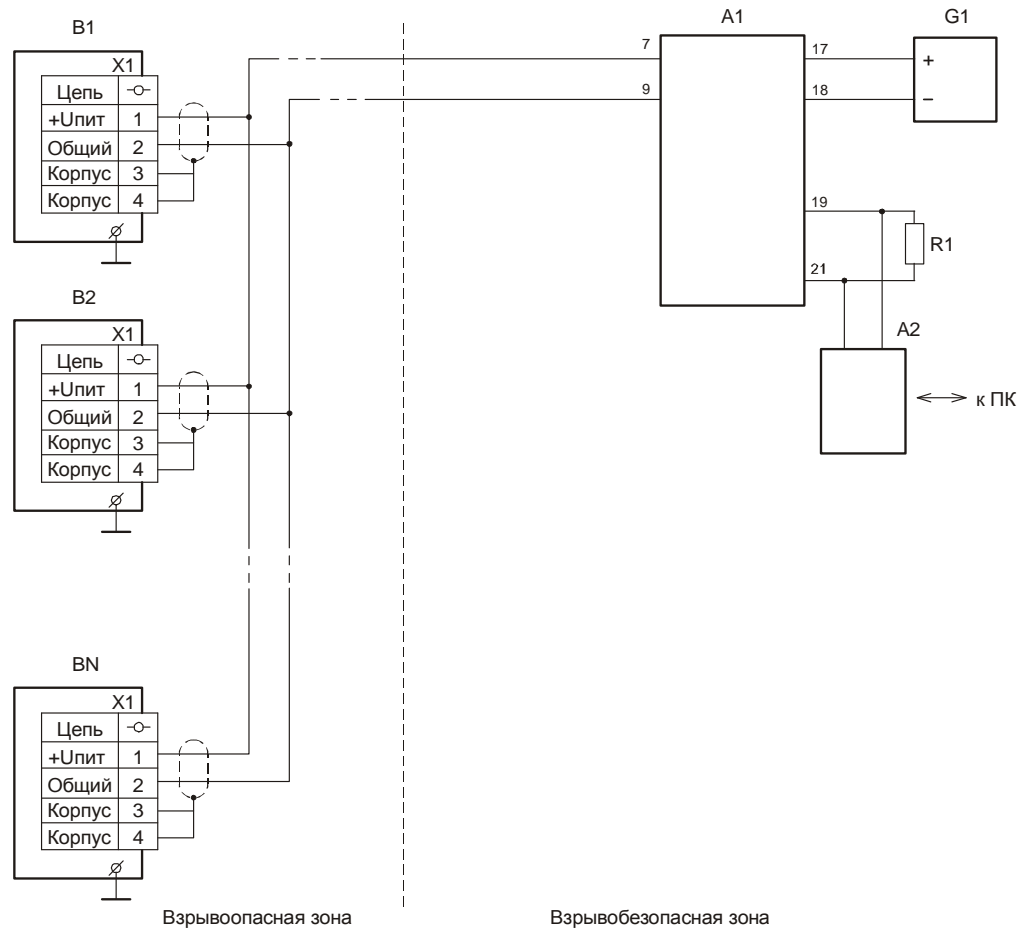 B1
X1
Цепь
+Uпит 1
Общий 2
Корпус 3
Корпус 4
B2
X1
Цепь
+Uпит 1
Общий 2
Корпус 3
Корпус 4
BN
X1
Цепь
+Uпит 1
Общий 2
Корпус 3
Корпус 4
A1
7
9
17
18
19
21
G1
+
−
R1
A2
к ПК
Взрывоопасная зона
Взрывобезопасная зона